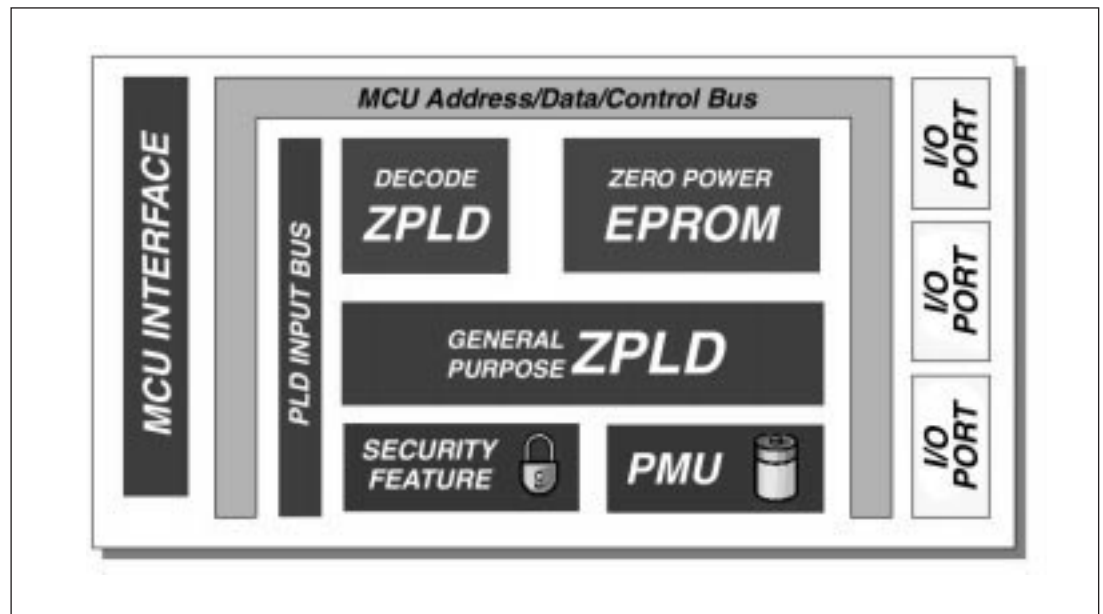 MCU INTERFACE
MCU Address/Data/Control Bus
PLD INPUT BUS
DECODE
ZPLD
ZERO POWER
EPROM
GENERAL
PURPOSE
ZPLD
SECURITY
FEATURE
PMU
I/O
PORT
I/O
PORT
I/O
PORT